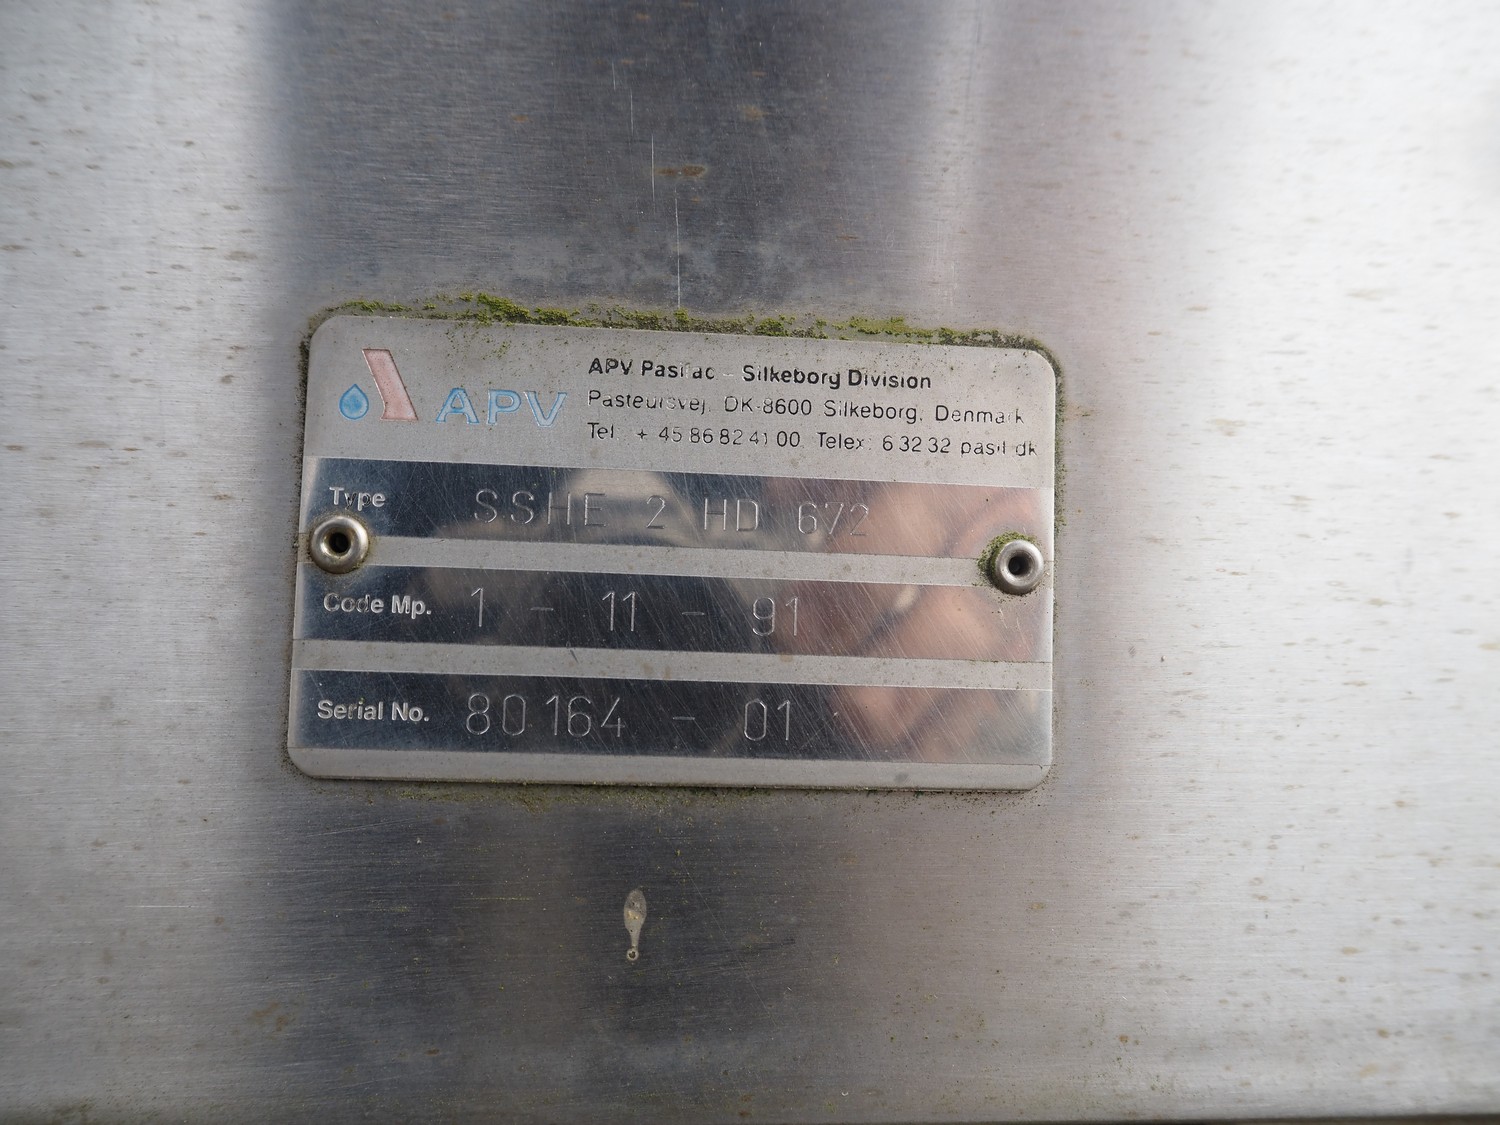 APV
APV Pasilac - Silkeborg Division
Pasteursvej, DK-8600 Silkeborg, Denmark
Tel: + 45 86 82 41 00 Telex: 6 32 32 pasil dk
Type SSHE 2 HD 672
Code Mp. 1 - 11 - 91
Serial No. 80164 - 01